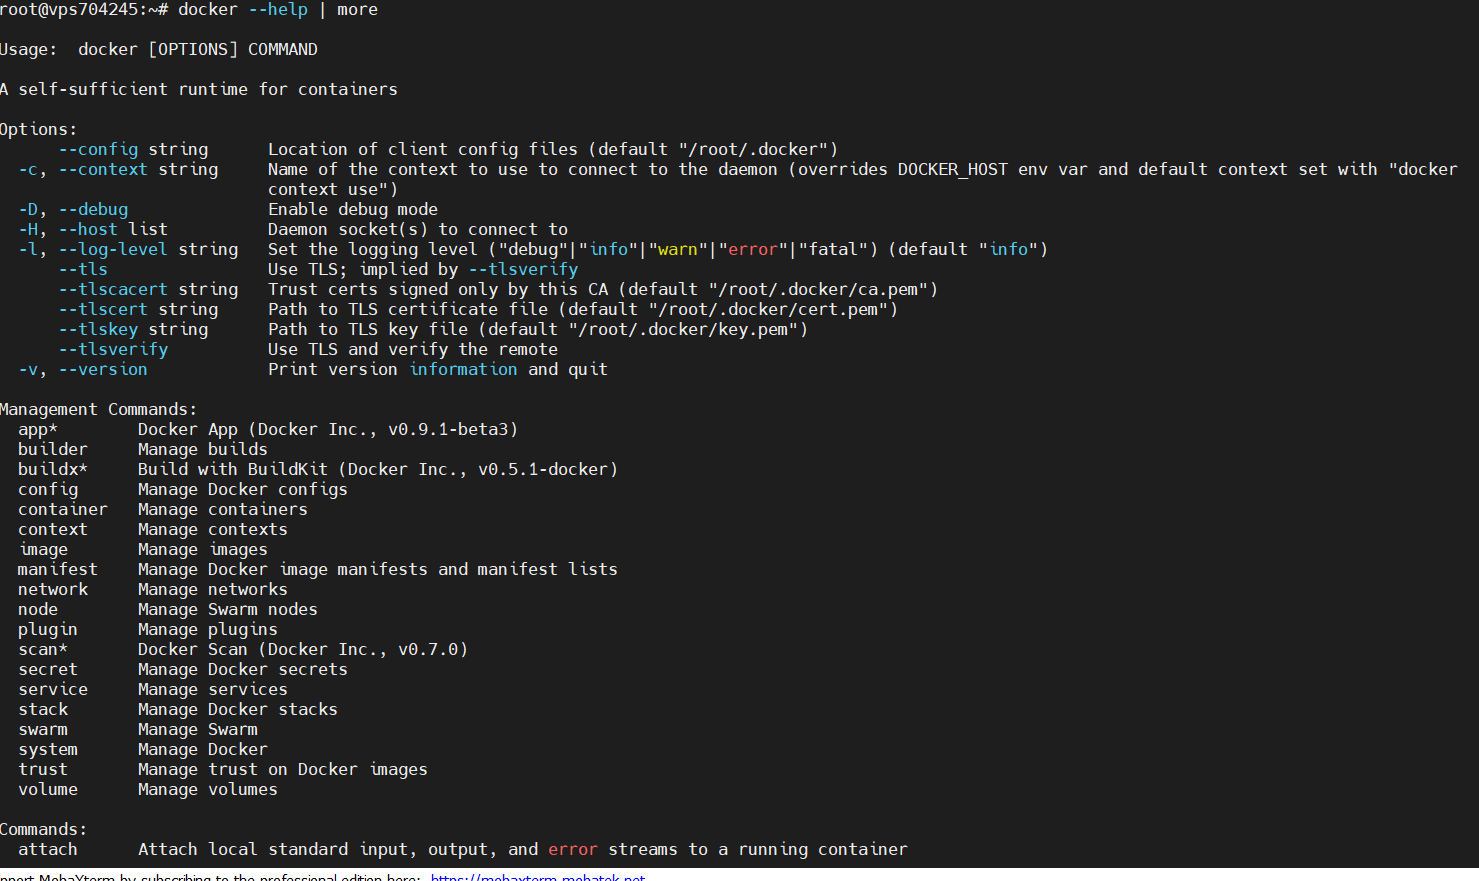 root@vps704245:~# docker --help | more
Usage:  docker [OPTIONS] COMMAND
A self-sufficient runtime for containers
Options:
      --config string      Location of client config files (default "/root/.docker")
  -c, --context string     Name of the context to use to connect to the daemon (overrides DOCKER_HOST env var and default context set with "docker
                           context use")
  -D, --debug              Enable debug mode
  -H, --host list          Daemon socket(s) to connect to
  -l, --log-level string   Set the logging level ("debug"|"info"|"warn"|"error"|"fatal") (default "info")
      --tls                Use TLS; implied by --tlsverify
      --tlscacert string   Trust certs signed only by this CA (default "/root/.docker/ca.pem")
      --tlscert string     Path to TLS certificate file (default "/root/.docker/cert.pem")
      --tlskey string      Path to TLS key file (default "/root/.docker/key.pem")
      --tlsverify          Use TLS and verify the remote
  -v, --version            Print version information and quit
Management Commands:
  app*        Docker App (Docker Inc., v0.9.1-beta3)
  builder     Manage builds
  buildx*     Build with BuildKit (Docker Inc., v0.5.1-docker)
  config      Manage Docker configs
  container   Manage containers
  context     Manage contexts
  image       Manage images
  manifest    Manage Docker image manifests and manifest lists
  network     Manage networks
  node        Manage Swarm nodes
  plugin      Manage plugins
  scan*       Docker Scan (Docker Inc., v0.7.0)
  secret      Manage Docker secrets
  service     Manage services
  stack       Manage Docker stacks
  swarm       Manage Swarm
  system      Manage Docker
  trust       Manage trust on Docker images
  volume      Manage volumes
Commands:
  attach      Attach local standard input, output, and error streams to a running container
MobaXterm by subscribing to the professional edition here: https://mobaxterm.mobatek.net